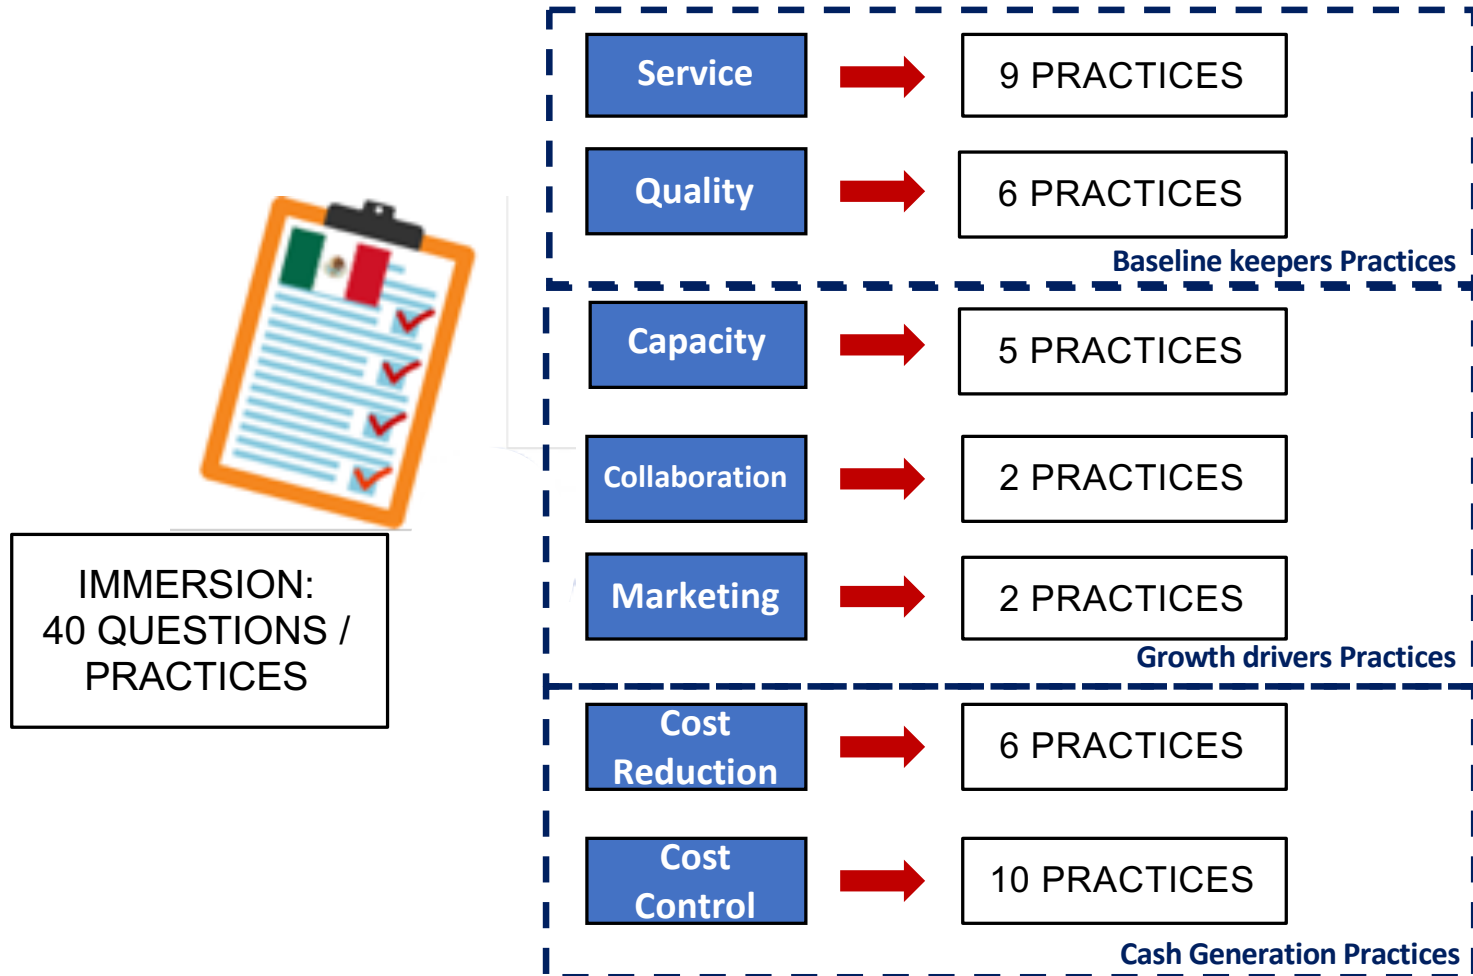 Service
9 PRACTICES
Quality
6 PRACTICES
Baseline keepers Practices
Capacity
5 PRACTICES
Collaboration
2 PRACTICES
Marketing
2 PRACTICES
Growth drivers Practices
IMMERSION:
40 QUESTIONS /
PRACTICES
Cost
Reduction
6 PRACTICES
Cost
Control
10 PRACTICES
Cash Generation Practices